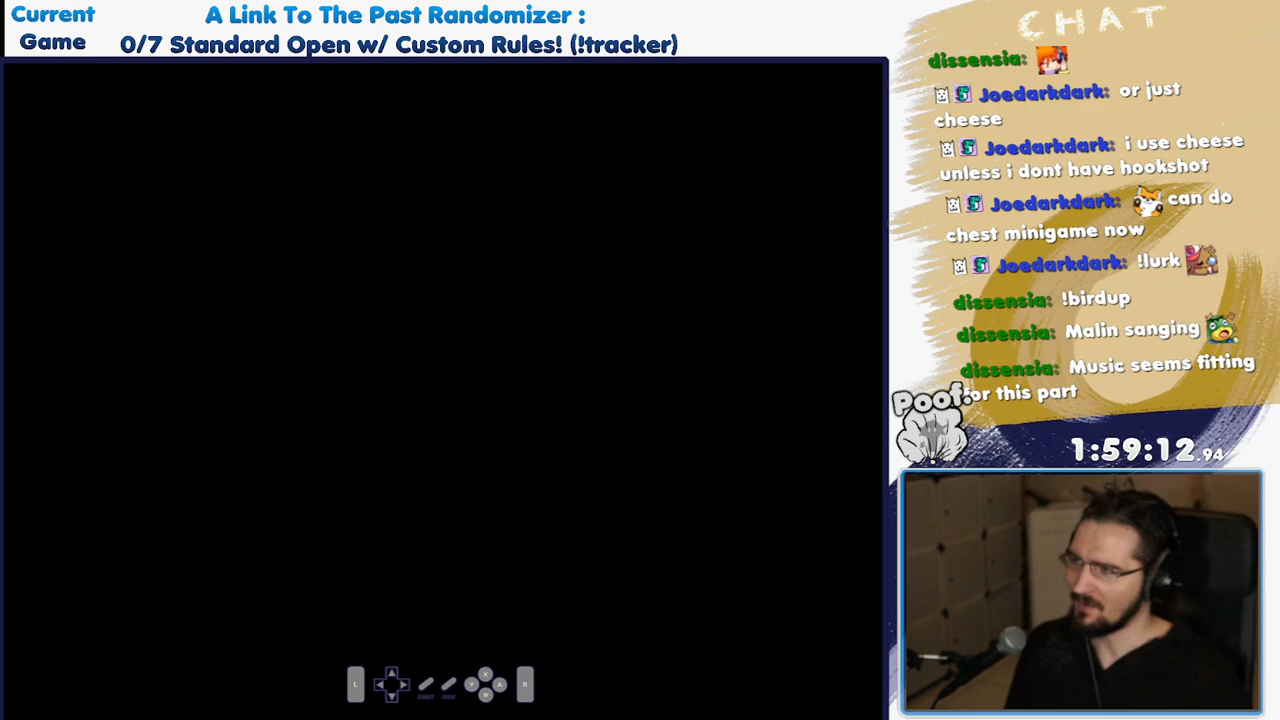 Current
Game
A Link To The Past Randomizer :
0/7 Standard Open w/ Custom Rules! (!tracker)
CHAT
dissensia:
Joedarkdark: or just
cheese
Joedarkdark: i use cheese
unless i dont have hookshot
Joedarkdark: can do
chest minigame now
Joedarkdark: !lurk
dissensia: !birdup
dissensia: Malin sanging
dissensia: Music seems fitting
for this part
Poof!
1:59:12.94
L
X
Y
A
B
R